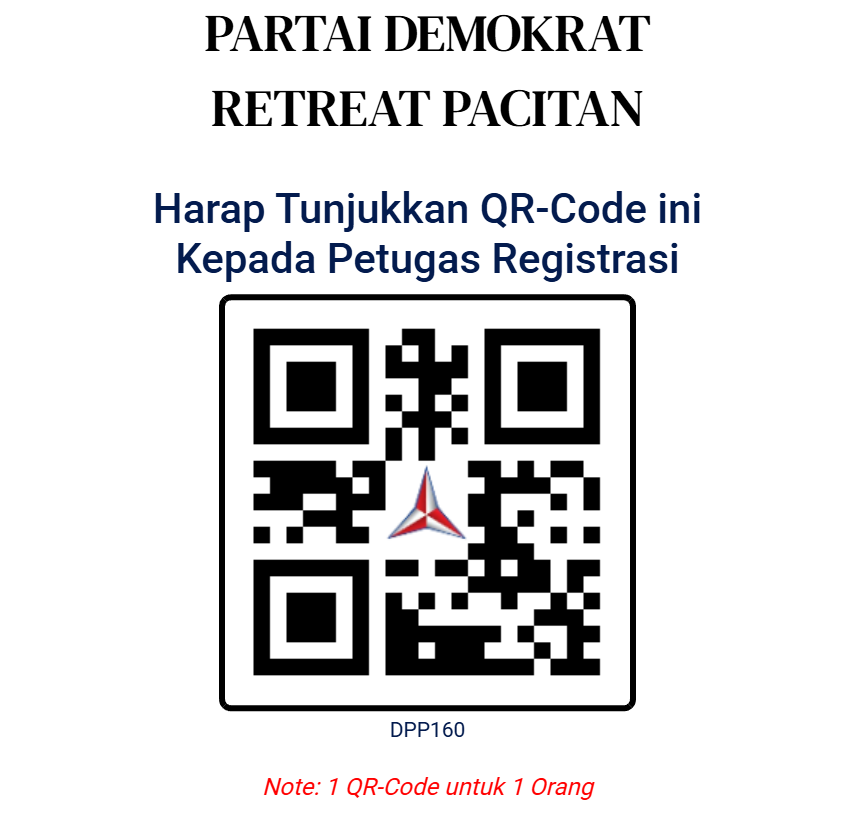 PARTAI DEMOKRAT
RETREAT PACITAN
Harap Tunjukkan QR-Code ini
Kepada Petugas Registrasi
DPP160
Note: 1 QR-Code untuk 1 Orang